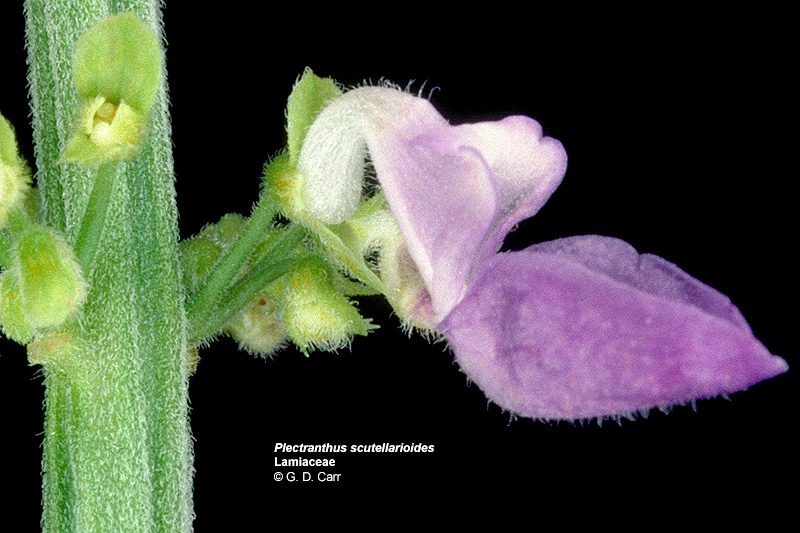 Plectranthus scutellarioides
Lamiaceae
© G. D. Carr